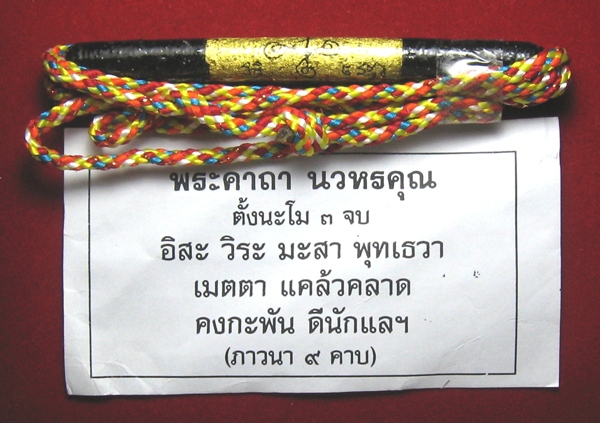 พระคาถา นวหรคุณ
ตั้งนะโม ๓ จบ
อิสะ วิระ มะสา พุทเธวา
เมตตา แคล้วคลาด
คงกะพัน ดีนักแลฯ
(ภาวนา ๙ คาบ)